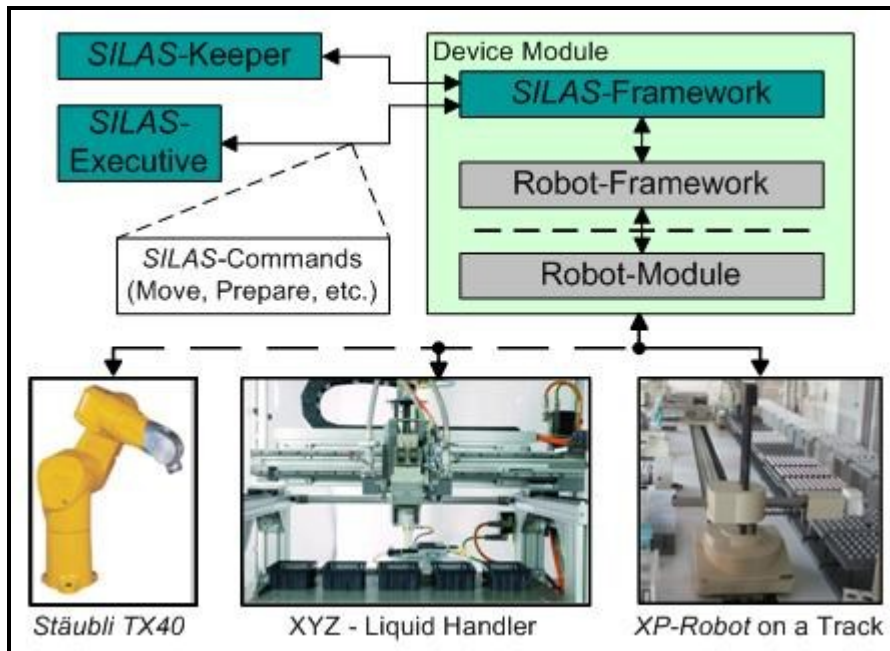 SILAS-Keeper
Device Module
SILAS-Framework
SILAS-
Executive
Robot-Framework
SILAS-Commands
(Move, Prepare, etc.)
Robot-Module
Stäubli TX40
XYZ - Liquid Handler
XP-Robot on a Track